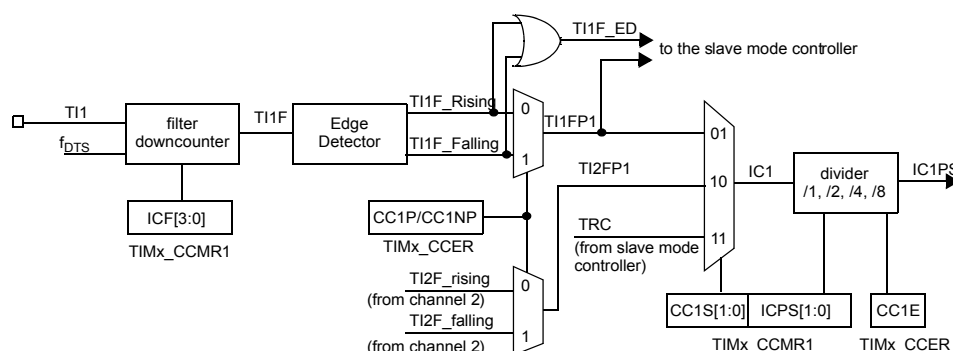 TI1F_ED
to the slave mode controller
TI1
TI1F
TI1F_Rising
0
TI1FP1
01
fDTS
filter
downcounter
Edge
Detector
TI1F_Falling
1
TI2FP1
10
IC1
divider
/1, /2, /4, /8
IC1PS
ICF[3:0]
TIMx_CCMR1
CC1P/CC1NP
TIMx_CCER
TRC
11
(from slave mode
controller)
TI2F_rising
0
(from channel 2)
TI2F_falling
1
(from channel 2)
CC1S[1:0]
ICPS[1:0]
CC1E
TIMx_CCMR1
TIMx_CCER